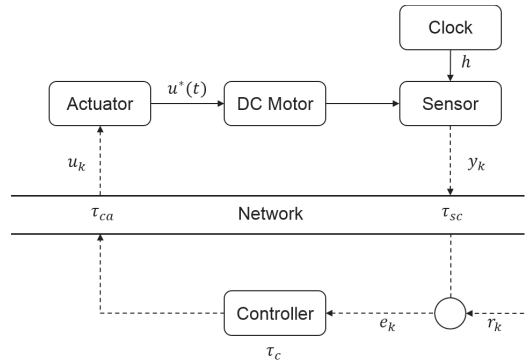 Clock
h
Actuator
u*(t)
DC Motor
Sensor
u_k
y_k
τ_ca
Network
τ_sc
Controller
e_k
r_k
τ_c